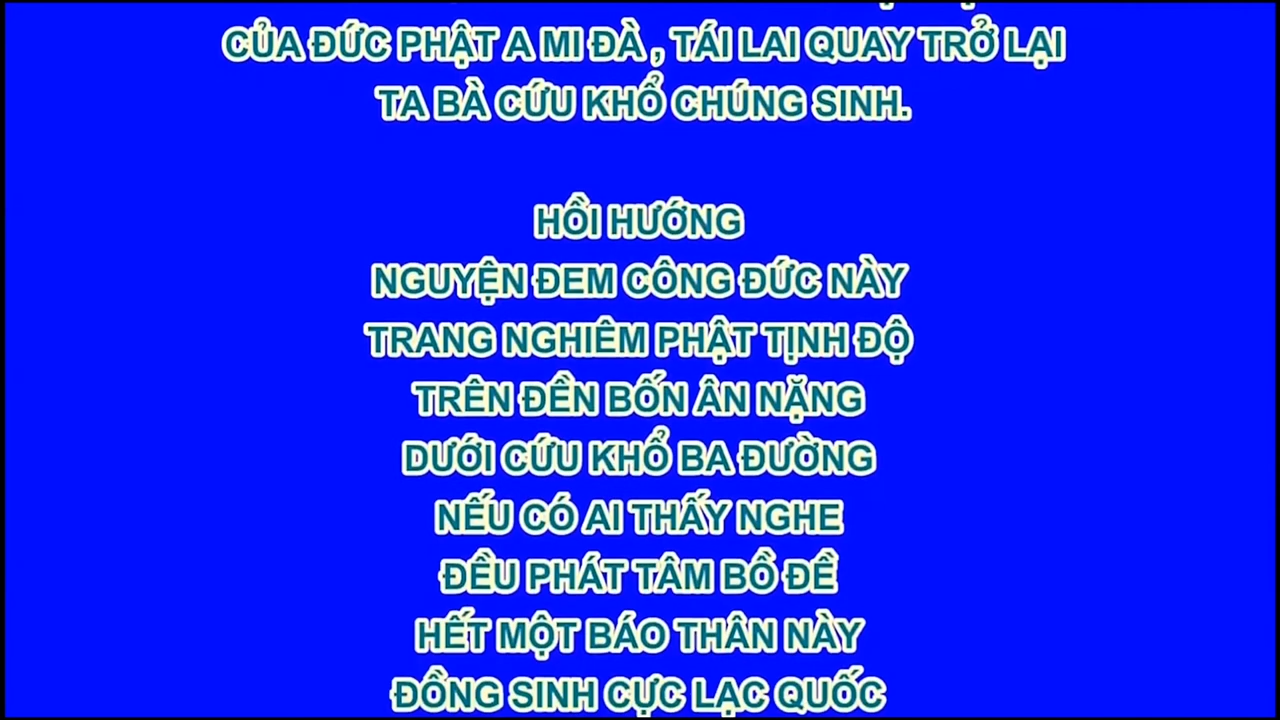 CỦA ĐỨC PHẬT A MI ĐÀ , TÁI LAI QUAY TRỞ LẠI
TA BÀ CỨU KHỔ CHÚNG SINH.
HỒI HƯỚNG
NGUYỆN ĐEM CÔNG ĐỨC NÀY
TRANG NGHIÊM PHẬT TỊNH ĐỘ
TRÊN ĐỀN BỐN ÂN NẶNG
DƯỚI CỨU KHỔ BA ĐƯỜNG
NẾU CÓ AI THẤY NGHE
ĐỀU PHÁT TÂM BỒ ĐỀ
HẾT MỘT BÁO THÂN NÀY
ĐỒNG SINH CỰC LẠC QUỐC